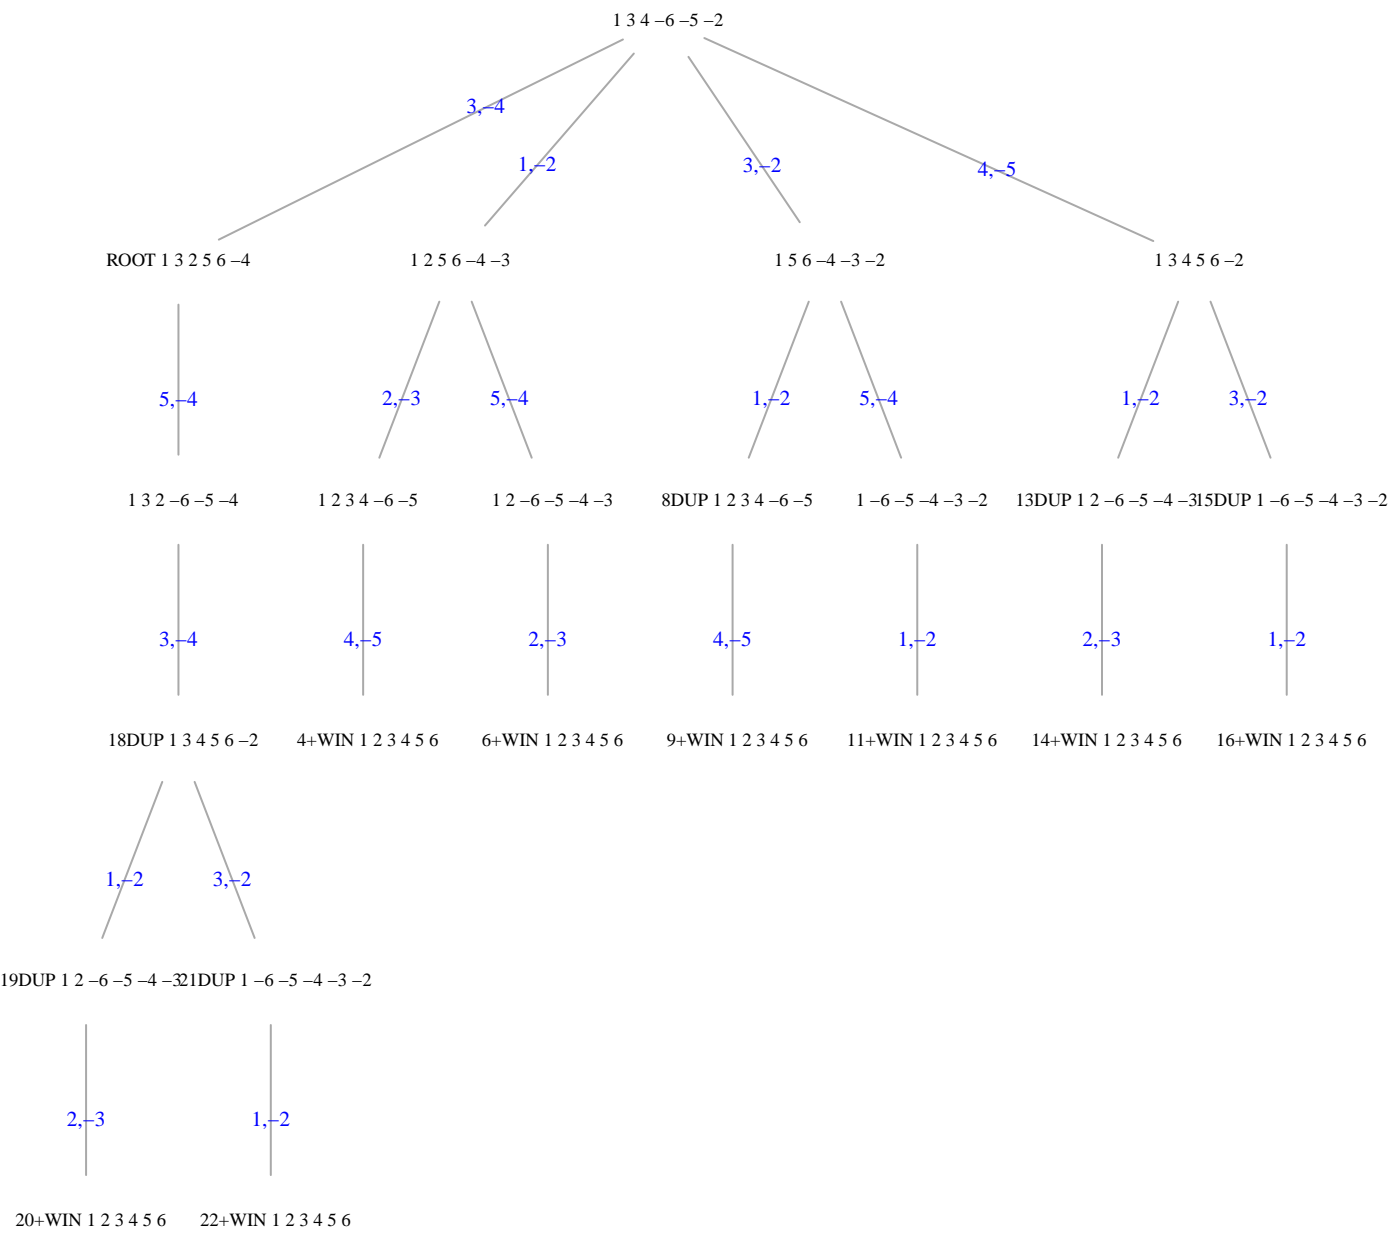 1 3 4 −6 −5 −2
3,−4
1,−2
3,−2
4,−5
ROOT 1 3 2 5 6 −4
1 2 5 6 −4 −3
1 5 6 −4 −3 −2
1 3 4 5 6 −2
5,−4
2,−3
5,−4
1,−2
5,−4
1,−2
3,−2
1 3 2 −6 −5 −4
1 2 3 4 −6 −5
1 2 −6 −5 −4 −3
8DUP 1 2 3 4 −6 −5
1 −6 −5 −4 −3 −2
13DUP 1 2 −6 −5 −4 −3
15DUP 1 −6 −5 −4 −3 −2
3,−4
4,−5
2,−3
4,−5
1,−2
2,−3
1,−2
18DUP 1 3 4 5 6 −2
4+WIN 1 2 3 4 5 6
6+WIN 1 2 3 4 5 6
9+WIN 1 2 3 4 5 6
11+WIN 1 2 3 4 5 6
14+WIN 1 2 3 4 5 6
16+WIN 1 2 3 4 5 6
1,−2
3,−2
19DUP 1 2 −6 −5 −4 −3
21DUP 1 −6 −5 −4 −3 −2
2,−3
1,−2
20+WIN 1 2 3 4 5 6
22+WIN 1 2 3 4 5 6